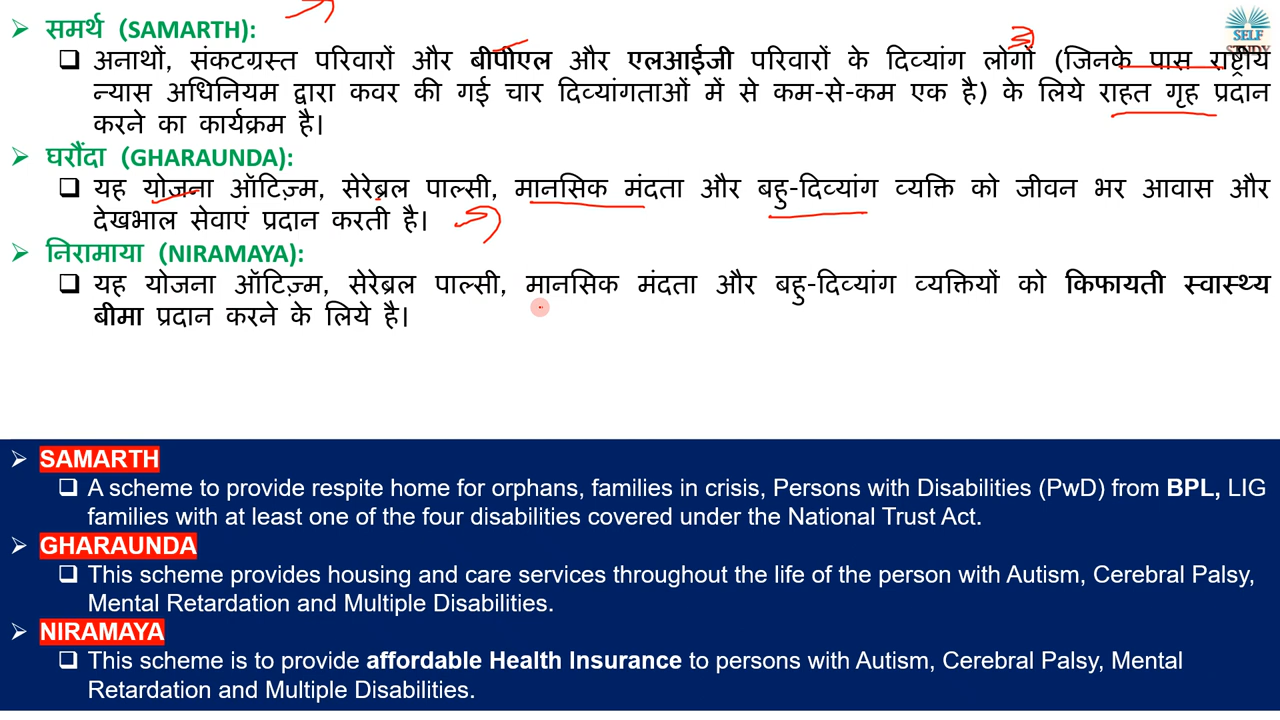 समर्थ (SAMARTH):
SELF
STUDY
अनाथों, संकटग्रस्त परिवारों और बीपीएल और एलआईजी परिवारों के दिव्यांग लोगों (जिनके पास राष्ट्रीय
न्यास अधिनियम द्वारा कवर की गई चार दिव्यांगताओं में से कम-से-कम एक है) के लिये राहत गृह प्रदान
करने का कार्यक्रम है।
घरौंदा (GHARAUNDA):
यह योजना ऑटिज़्म, सेरेब्रल पाल्सी, मानसिक मंदता और बहु-दिव्यांग व्यक्ति को जीवन भर आवास और
देखभाल सेवाएं प्रदान करती है।
निरामाया (NIRAMAYA):
यह योजना ऑटिज़्म, सेरेब्रल पाल्सी, मानसिक मंदता और बहु-दिव्यांग व्यक्तियों को किफायती स्वास्थ्य
बीमा प्रदान करने के लिये है।
SAMARTH
A scheme to provide respite home for orphans, families in crisis, Persons with Disabilities (PwD) from BPL, LIG
families with at least one of the four disabilities covered under the National Trust Act.
GHARAUNDA
This scheme provides housing and care services throughout the life of the person with Autism, Cerebral Palsy,
Mental Retardation and Multiple Disabilities.
NIRAMAYA
This scheme is to provide affordable Health Insurance to persons with Autism, Cerebral Palsy, Mental
Retardation and Multiple Disabilities.